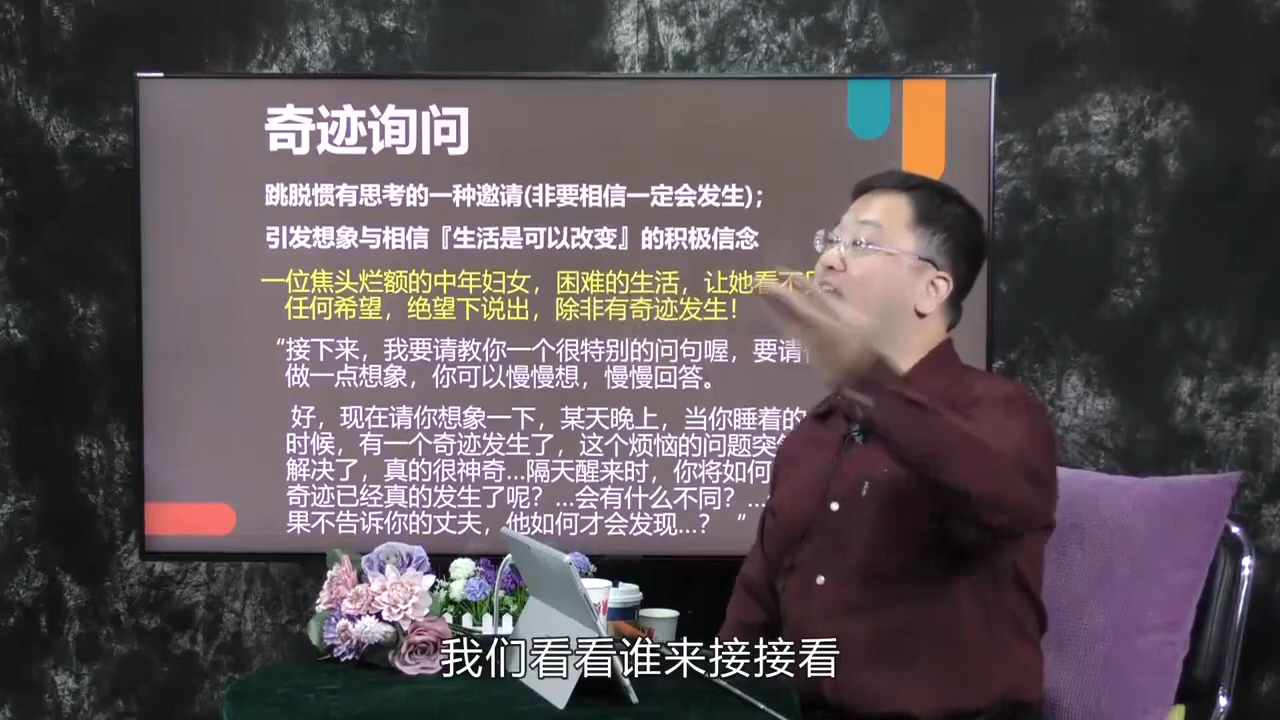 奇迹询问
跳脱惯有思考的一种邀请(非要相信一定会发生)；
引发想象与相信『生活是可以改变』的积极信念
一位焦头烂额的中年妇女，困难的生活，让她看不
任何希望，绝望下说出，除非有奇迹发生！
“接下来，我要请教你一个很特别的问句喔，要请
做一点想象，你可以慢慢想，慢慢回答。
好，现在请你想象一下，某天晚上，当你睡着的
时候，有一个奇迹发生了，这个烦恼的问题突
解决了，真的很神奇...隔天醒来时，你将如何
奇迹已经真的发生了呢？...会有什么不同？...
果不告诉你的丈夫，他如何才会发现...？“
我们看看谁来接接看